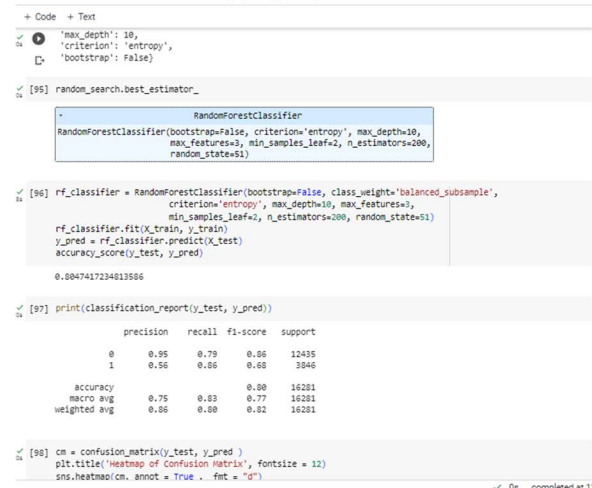 + Code + Text
'max_depth': 10,
'criterion': 'entropy',
'bootstrap': False}
[95] random_search.best_estimator_
RandomForestClassifier
RandomForestClassifier(bootstrap=False, criterion='entropy', max_depth=10,
max_features=3, min_samples_leaf=2, n_estimators=200,
random_state=51)
[96] rf_classifier = RandomForestClassifier(bootstrap=False, class_weight='balanced_subsample',
criterion='entropy', max_depth=10, max_features=3,
min_samples_leaf=2, n_estimators=200, random_state=51)
rf_classifier.fit(X_train, y_train)
y_pred = rf_classifier.predict(X_test)
accuracy_score(y_test, y_pred)
0.8047417234813586
[97] print(classification_report(y_test, y_pred))
precision recall f1-score support
0 0.95 0.79 0.86 12435
1 0.56 0.86 0.68 3846
accuracy 0.80 16281
macro avg 0.75 0.83 0.77 16281
weighted avg 0.86 0.80 0.82 16281
[98] cm = confusion_matrix(y_test, y_pred )
plt.title('Heatmap of Confusion Matrix', fontsize = 12)
sns.heatmap(cm, annot = True , fmt = "d")
0s completed at